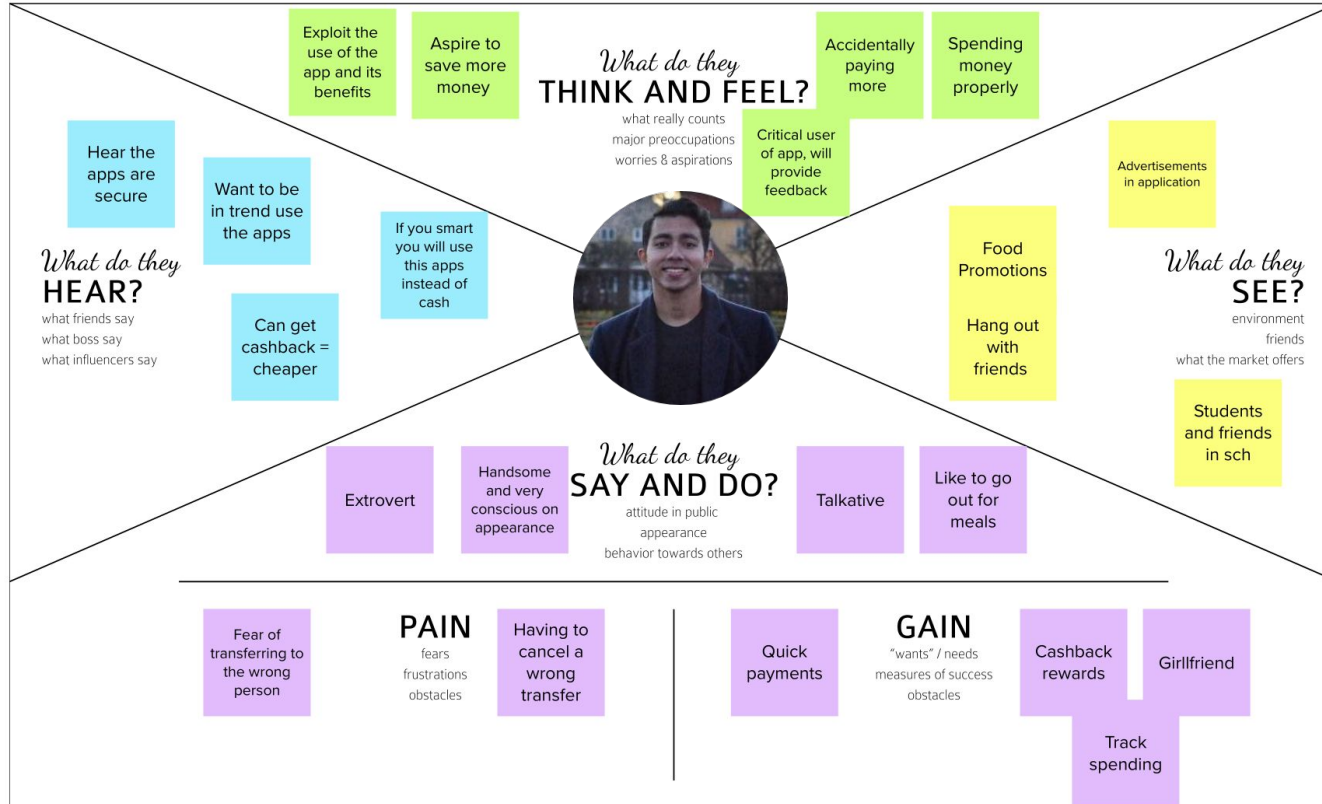 Exploit the
use of the
app and its
benefits
Aspire to
save more
money
What do they
THINK AND FEEL?
what really counts
major preoccupations
worries & aspirations
Accidentally
paying
more
Spending
money
properly
Critical user
of app, will
provide
feedback
Hear the
apps are
secure
Want to be
in trend use
the apps
If you smart
you will use
this apps
instead of
cash
What do they
HEAR?
what friends say
what boss say
what influencers say
Can get
cashback =
cheaper
Advertisements
in application
Food
Promotions
Hang out
with
friends
What do they
SEE?
environment
friends
what the market offers
Students
and friends
in sch
Extrovert
Handsome
and very
conscious on
appearance
What do they
SAY AND DO?
attitude in public
appearance
behavior towards others
Talkative
Like to go
out for
meals
Fear of
transferring to
the wrong
person
PAIN
fears
frustrations
obstacles
Having to
cancel a
wrong
transfer
Quick
payments
GAIN
"wants" / needs
measures of success
obstacles
Cashback
rewards
Girllfriend
Track
spending